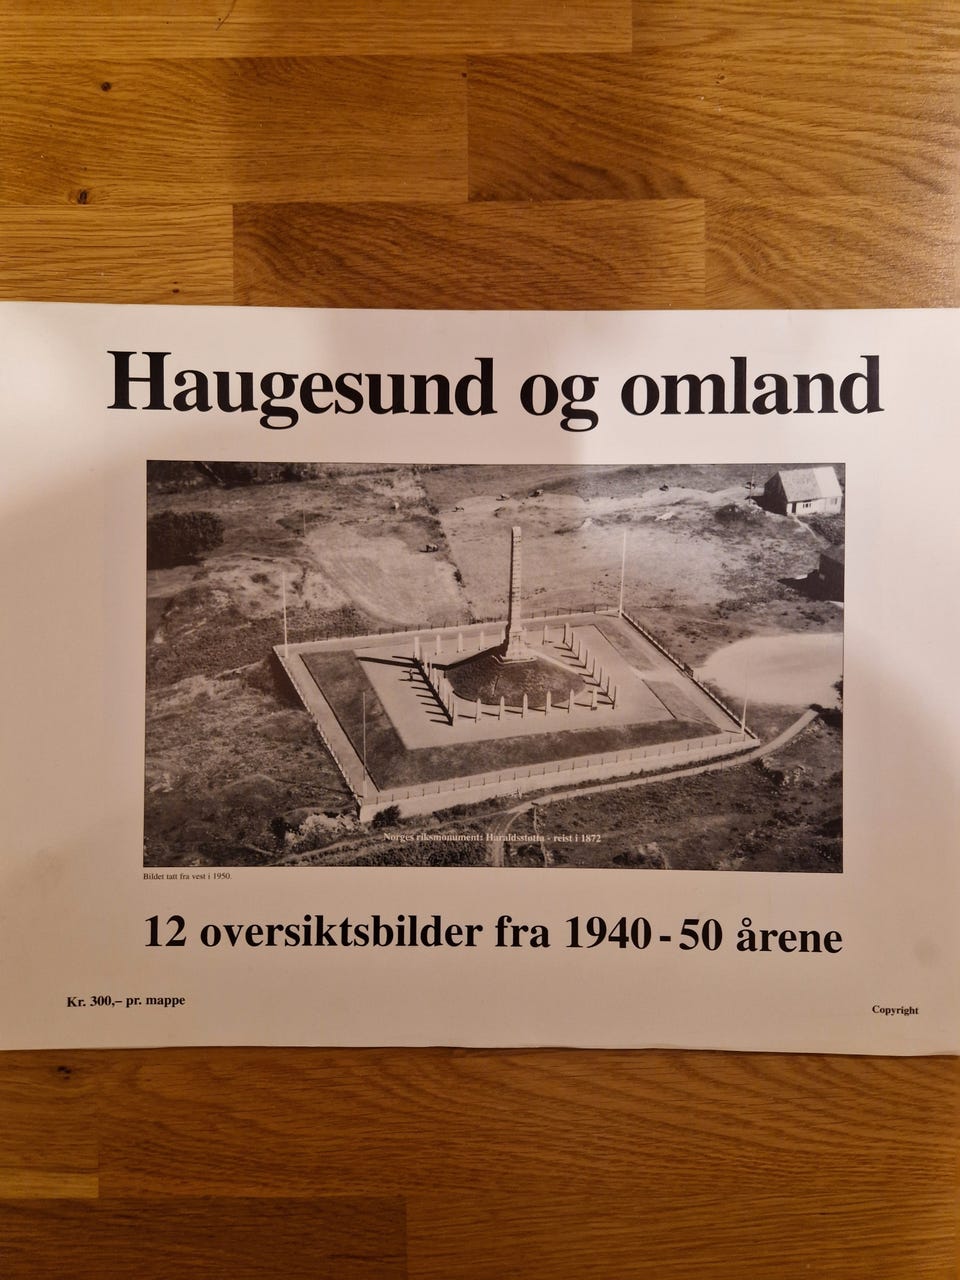 Haugesund og omland
Norges riksmonument: Haraldsstøtta - reist i 1872
Bildet tatt fra vest i 1950.
12 oversiktsbilder fra 1940 - 50 årene
Kr. 300,– pr. mappe
Copyright